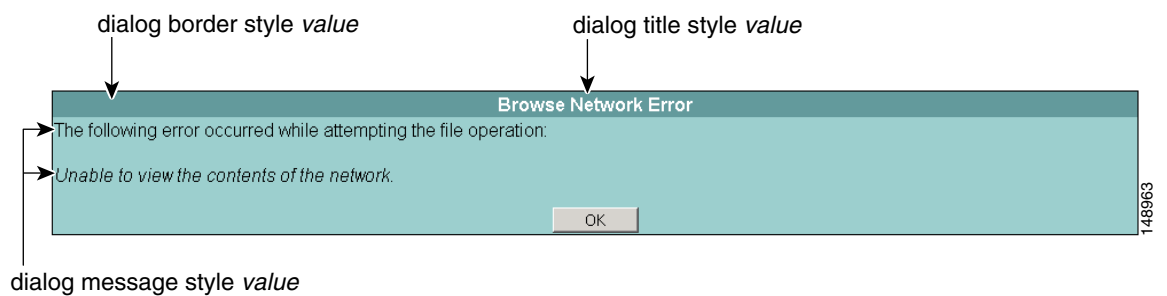 dialog border style value
dialog title style value
Browse Network Error
The following error occurred while attempting the file operation:
Unable to view the contents of the network.
OK
148963
dialog message style value